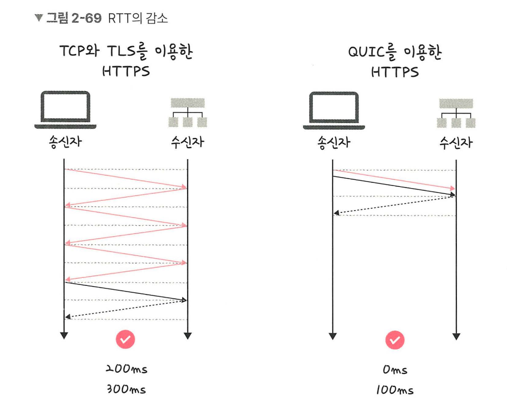 ▼ 그림 2-69 RTT의 감소
TCP와 TLS를 이용한
HTTPS
송신자
수신자
200ms
300ms
QUIC를 이용한
HTTPS
송신자
수신자
0ms
100ms